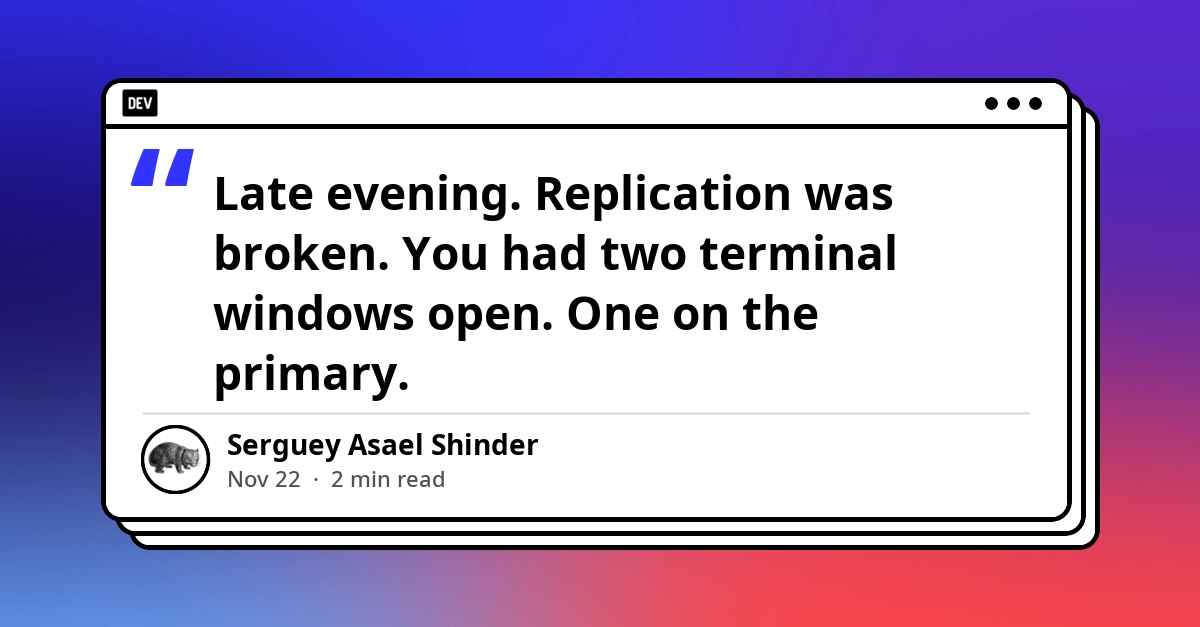 DEV
“
Late evening. Replication was
broken. You had two terminal
windows open. One on the
primary.
Serguey Asael Shinder
Nov 22 · 2 min read